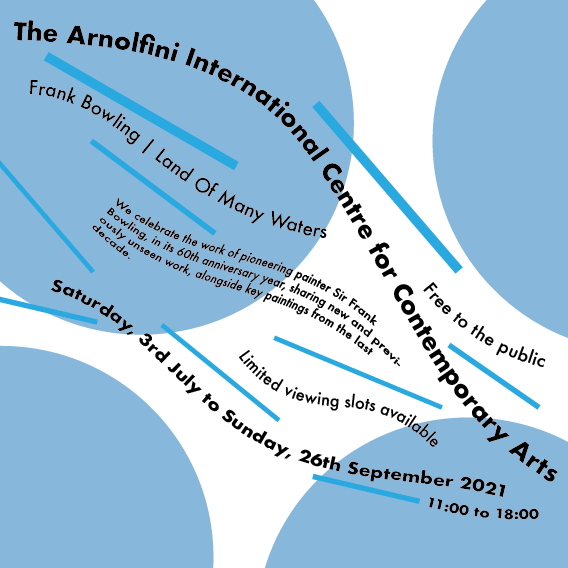 The Arnolfini International Centre for Contemporary Arts
Frank Bowling / Land Of Many Waters
We celebrate the work of pioneering painter Sir Frank
Bowling, in its 60th anniversary year, sharing new and previ-
ously unseen work, alongside key paintings from the last
decade.
Free to the public
Limited viewing slots available
Saturday, 3rd July to Sunday, 26th September 2021
11:00 to 18:00